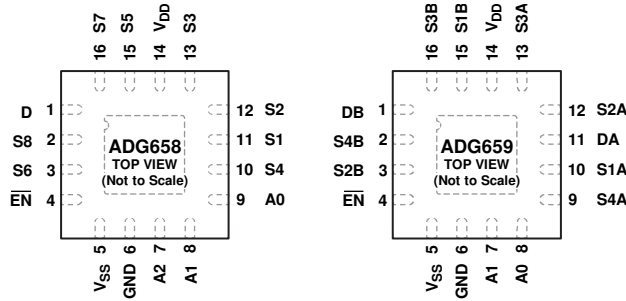 16 S7
15 S5
14 VDD
13 S3
D 1
S8 2
S6 3
EN 4
ADG658
TOP VIEW
(Not to Scale)
12 S2
11 S1
10 S4
9 A0
VSS 5
GND 6
A2 7
A1 8
16 S3B
15 S1B
14 VDD
13 S3A
DB 1
S4B 2
S2B 3
EN 4
ADG659
TOP VIEW
(Not to Scale)
12 S2A
11 DA
10 S1A
9 S4A
VSS 5
GND 6
A1 7
A0 8